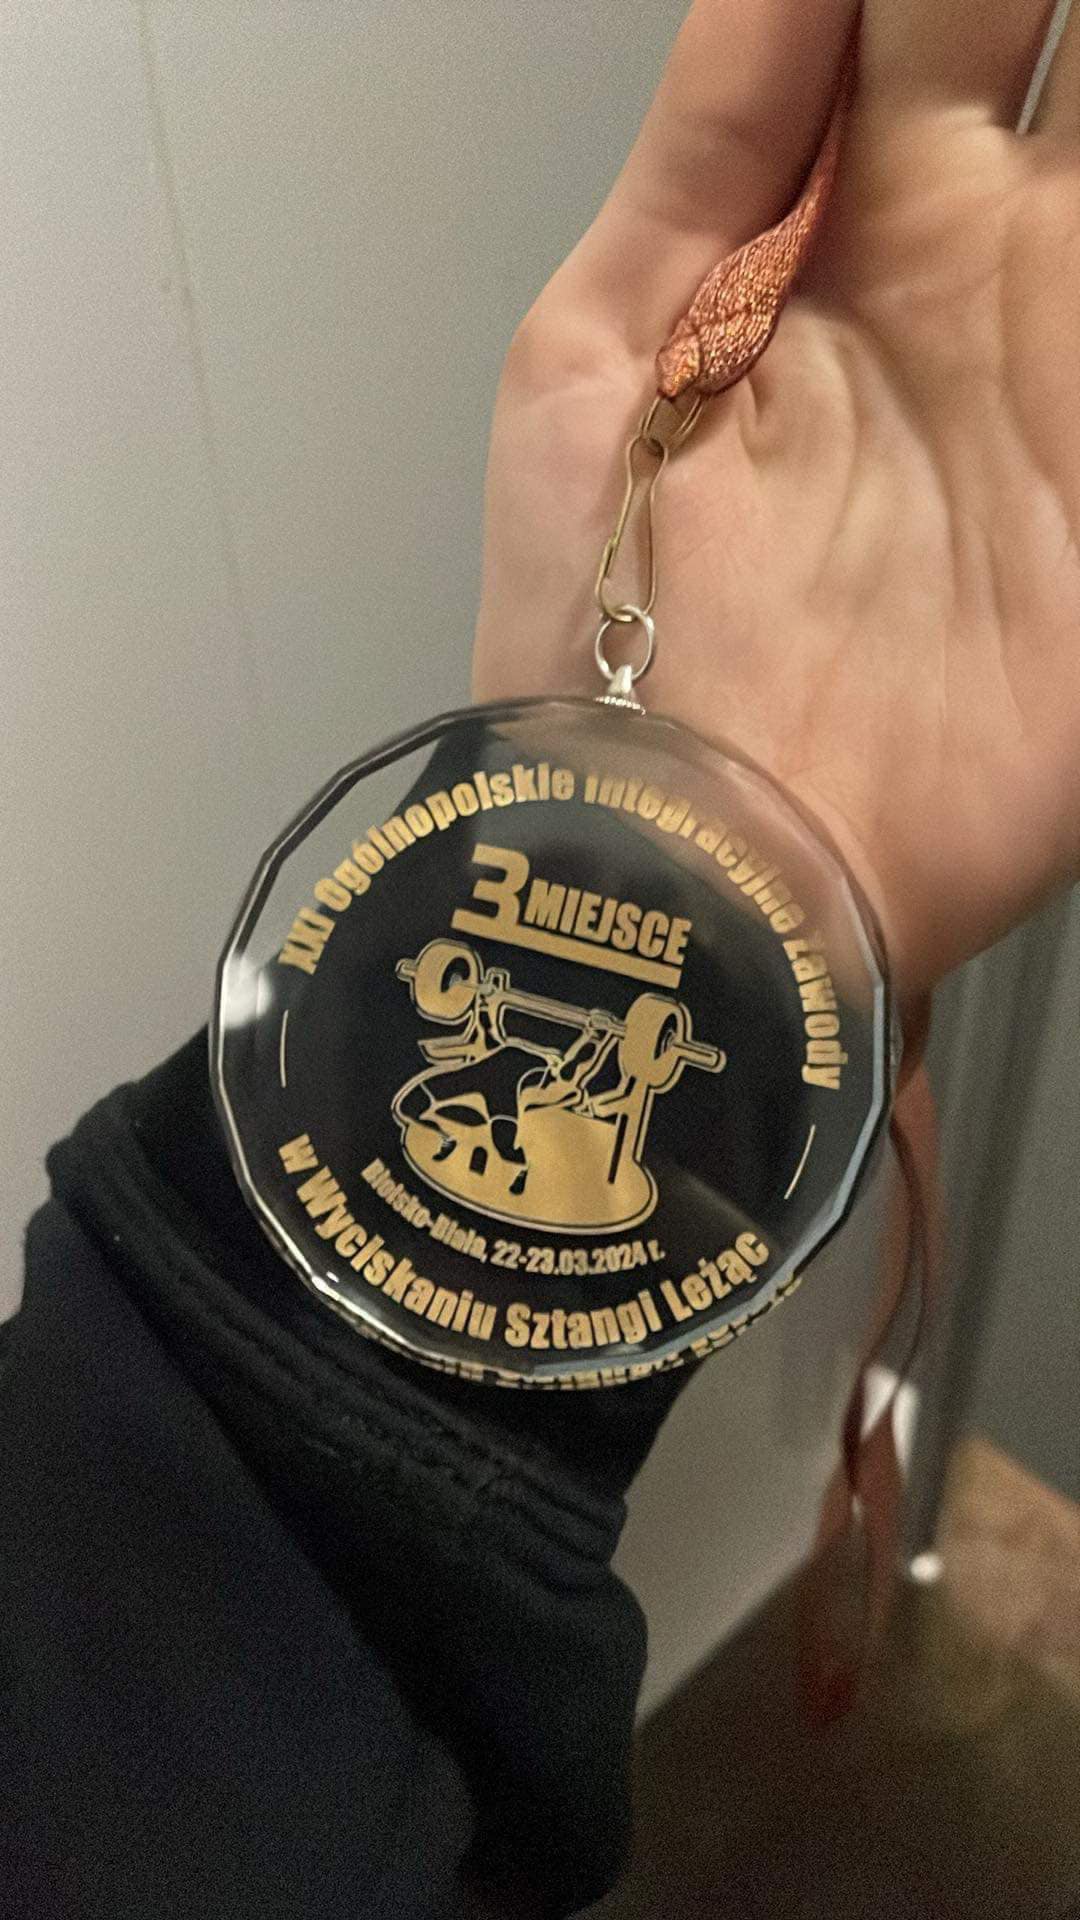 XXI Ogólnopolskie Integracyjne Zawody
3 MIEJSCE
Bielsko-Biała, 22-23.03.2024 r.
w Wyciskaniu Sztangi Leżąc